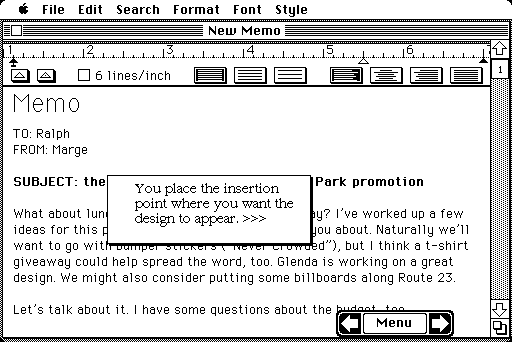 File Edit Search Format Font Style
New Memo
1 2 3 4 5 6 7
6 lines/inch
1
Memo
TO: Ralph
FROM: Marge
SUBJECT: the Park promotion
You place the insertion
point where you want the
design to appear. >>>
What about lun y? I've worked up a few
ideas for this p you about. Naturally we'll
want to go with bumper stickers ("Never Crowded"), but I think a t-shirt
giveaway could help spread the word, too. Glenda is working on a great
design. We might also consider putting some billboards along Route 23.
Let's talk about it. I have some questions about the budget, too.
Menu